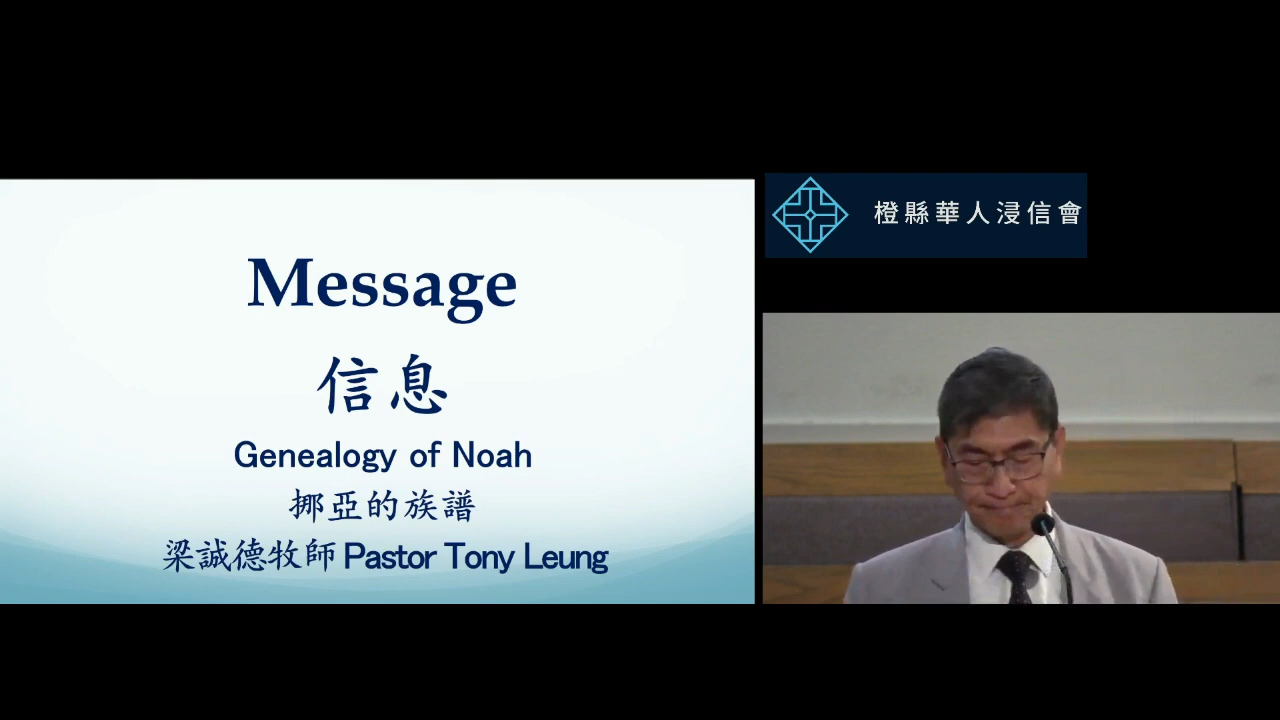 Message
信息
Genealogy of Noah
挪亞的族譜
梁誠德牧師 Pastor Tony Leung
橙縣華人浸信會